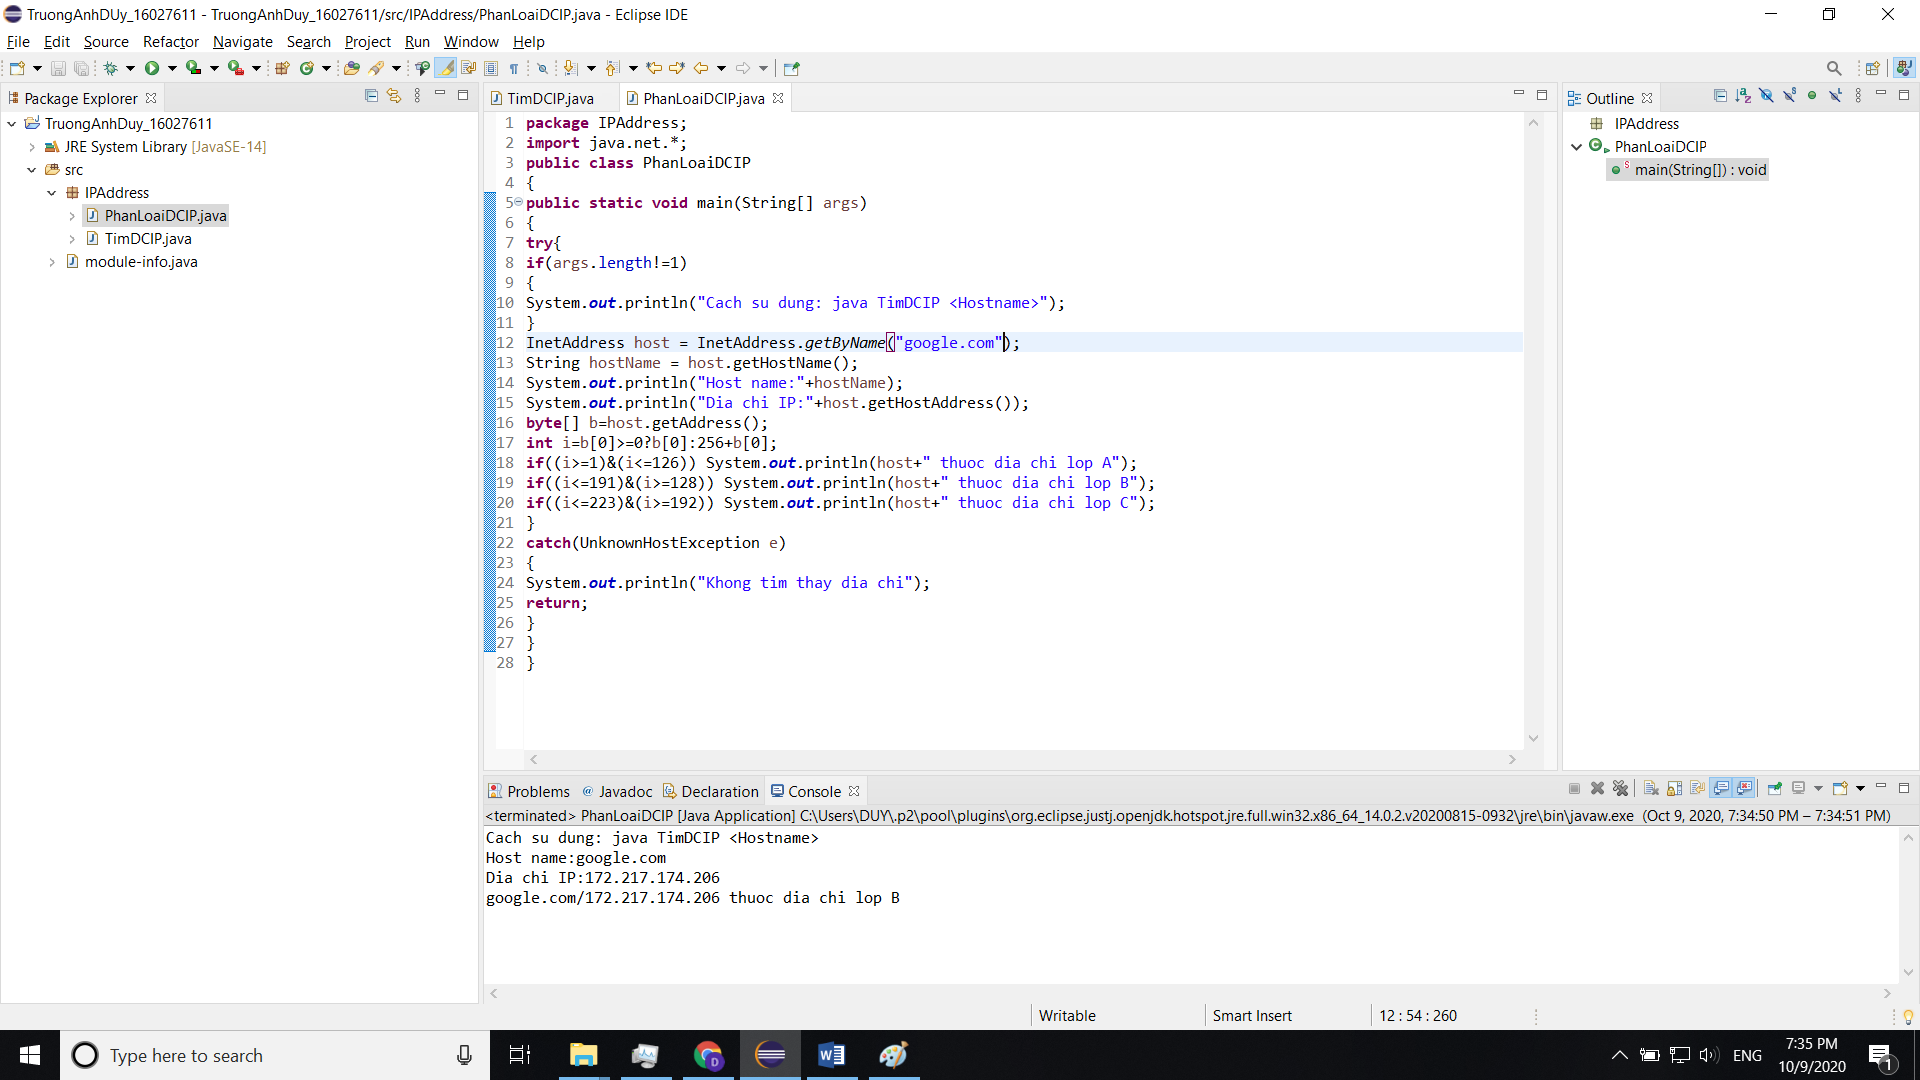 TruongAnhDUy_16027611 - TruongAnhDuy_16027611/src/IPAddress/PhanLoaiDCIP.java - Eclipse IDE
File Edit Source Refactor Navigate Search Project Run Window Help
Package Explorer
TruongAnhDuy_16027611
JRE System Library [JavaSE-14]
src
IPAddress
PhanLoaiDCIP.java
TimDCIP.java
module-info.java
TimDCIP.java PhanLoaiDCIP.java
1 package IPAddress;
2 import java.net.*;
3 public class PhanLoaiDCIP
4 {
5 public static void main(String[] args)
6 {
7 try{
8 if(args.length!=1)
9 {
10 System.out.println("Cach su dung: java TimDCIP <Hostname>");
11 }
12 InetAddress host = InetAddress.getByName("google.com");
13 String hostName = host.getHostName();
14 System.out.println("Host name:"+hostName);
15 System.out.println("Dia chi IP:"+host.getHostAddress());
16 byte[] b=host.getAddress();
17 int i=b[0]>=0?b[0]:256+b[0];
18 if((i>=1)&(i<=126)) System.out.println(host+" thuoc dia chi lop A");
19 if((i<=191)&(i>=128)) System.out.println(host+" thuoc dia chi lop B");
20 if((i<=223)&(i>=192)) System.out.println(host+" thuoc dia chi lop C");
21 }
22 catch(UnknownHostException e)
23 {
24 System.out.println("Khong tim thay dia chi");
25 return;
26 }
27 }
28 }
Outline
IPAddress
PhanLoaiDCIP
main(String[]) : void
Problems @ Javadoc Declaration Console
<terminated> PhanLoaiDCIP [Java Application] C:\Users\DUY\.p2\pool\plugins\org.eclipse.justj.openjdk.hotspot.jre.full.win32.x86_64_14.0.2.v20200815-0932\jre\bin\javaw.exe (Oct 9, 2020, 7:34:50 PM – 7:34:51 PM)
Cach su dung: java TimDCIP <Hostname>
Host name:google.com
Dia chi IP:172.217.174.206
google.com/172.217.174.206 thuoc dia chi lop B
Writable Smart Insert 12 : 54 : 260
Type here to search
ENG
7:35 PM
10/9/2020
1